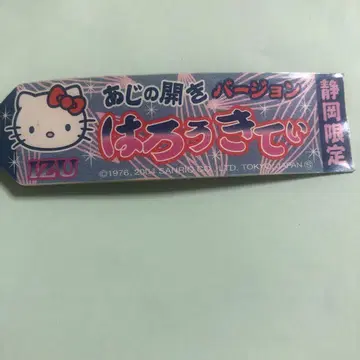 あじの開きバージョン
はろうきてぃ
静岡限定
IZU
©1976, 2004 SANRIO CO., LTD. TOKYO, JAPAN